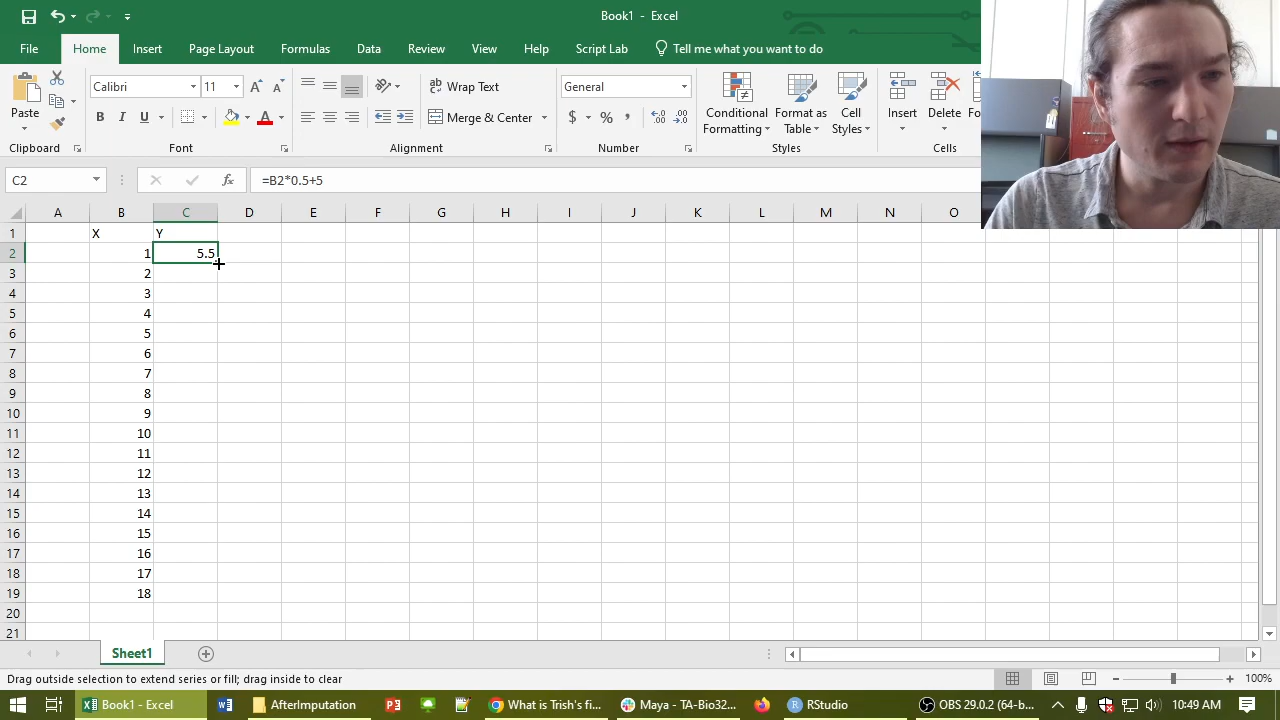 Book1 - Excel
File Home Insert Page Layout Formulas Data Review View Help Script Lab Tell me what you want to do
Calibri 11 Wrap Text General
Paste B I U Merge & Center $ % , Conditional Formatting Format as Table Cell Styles Insert Delete
Clipboard Font Alignment Number Styles Cells
C2 =B2*0.5+5
A B C D E F G H I J K L M N O
1 X Y
2 1 5.5
3 2
4 3
5 4
6 5
7 6
8 7
9 8
10 9
11 10
12 11
13 12
14 13
15 14
16 15
17 16
18 17
19 18
20
21
Sheet1
Drag outside selection to extend series or fill; drag inside to clear 100%
Book1 - Excel AfterImputation What is Trish's fi... Maya - TA-Bio32... RStudio OBS 29.0.2 (64-b... 10:49 AM